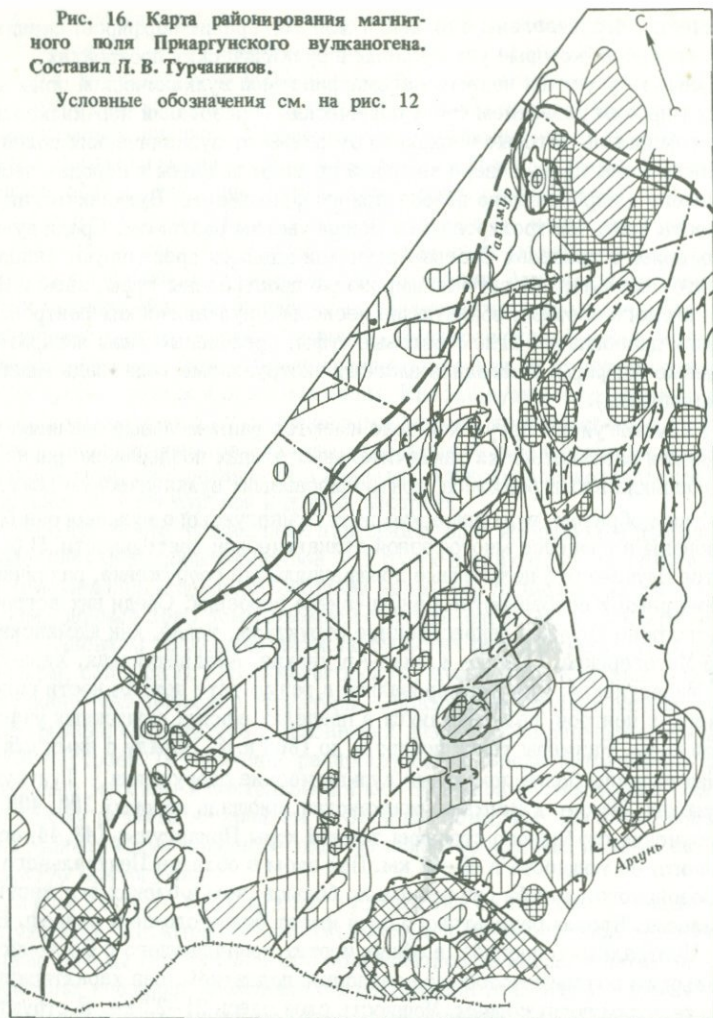 Рис. 16. Карта районирования магнит-
ного поля Приаргунского вулканогена.
Составил Л. В. Турчанинов
Условные обозначения см. на рис. 12
С
Ю
Газимур
Аргунь